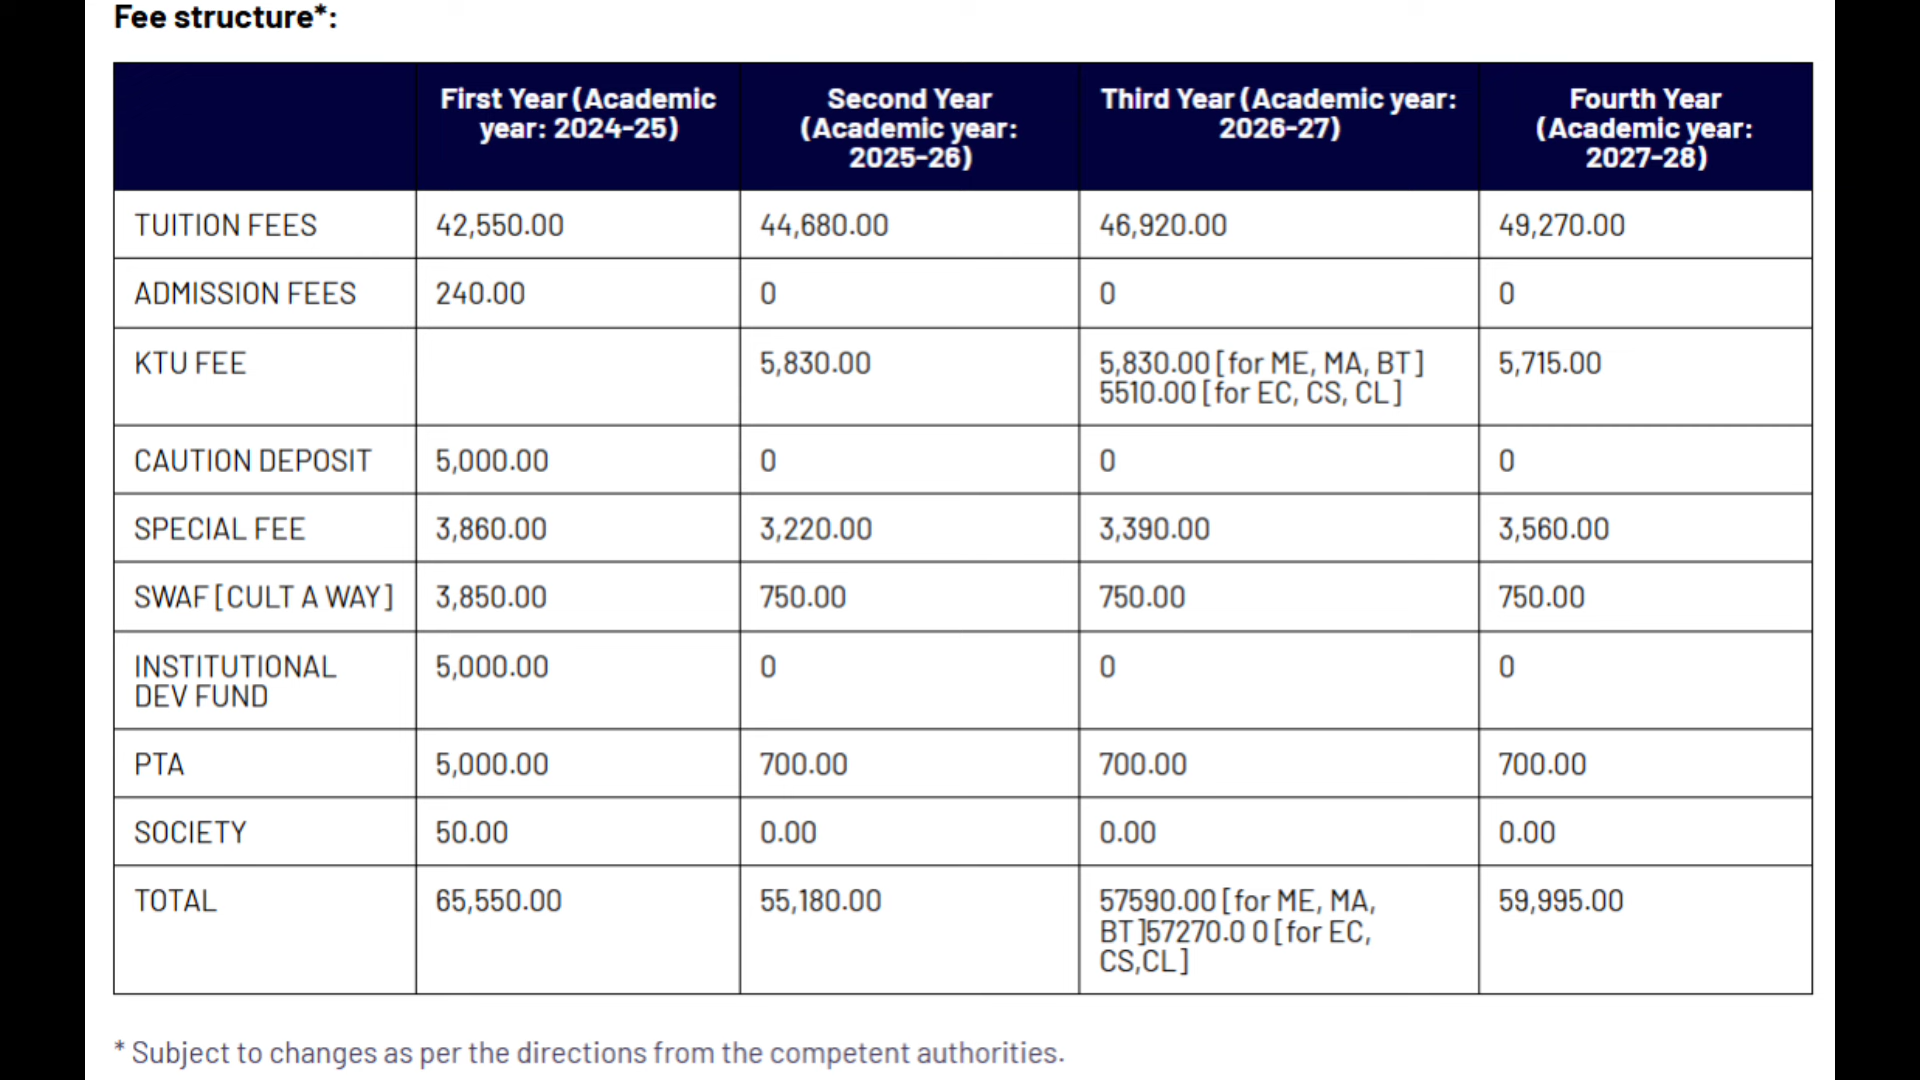 Fee structure*:
First Year (Academic year: 2024-25)
Second Year (Academic year: 2025-26)
Third Year (Academic year: 2026-27)
Fourth Year (Academic year: 2027-28)
TUITION FEES 42,550.00 44,680.00 46,920.00 49,270.00
ADMISSION FEES 240.00 0 0 0
KTU FEE 5,830.00 5,830.00 [for ME, MA, BT] 5,715.00
5510.00 [for EC, CS, CL]
CAUTION DEPOSIT 5,000.00 0 0 0
SPECIAL FEE 3,860.00 3,220.00 3,390.00 3,560.00
SWAF [CULT A WAY] 3,850.00 750.00 750.00 750.00
INSTITUTIONAL 5,000.00 0 0 0
DEV FUND
PTA 5,000.00 700.00 700.00 700.00
SOCIETY 50.00 0.00 0.00 0.00
TOTAL 65,550.00 55,180.00 57590.00 [for ME, MA, 59,995.00
BT]57270.0 0 [for EC,
CS,CL]
* Subject to changes as per the directions from the competent authorities.